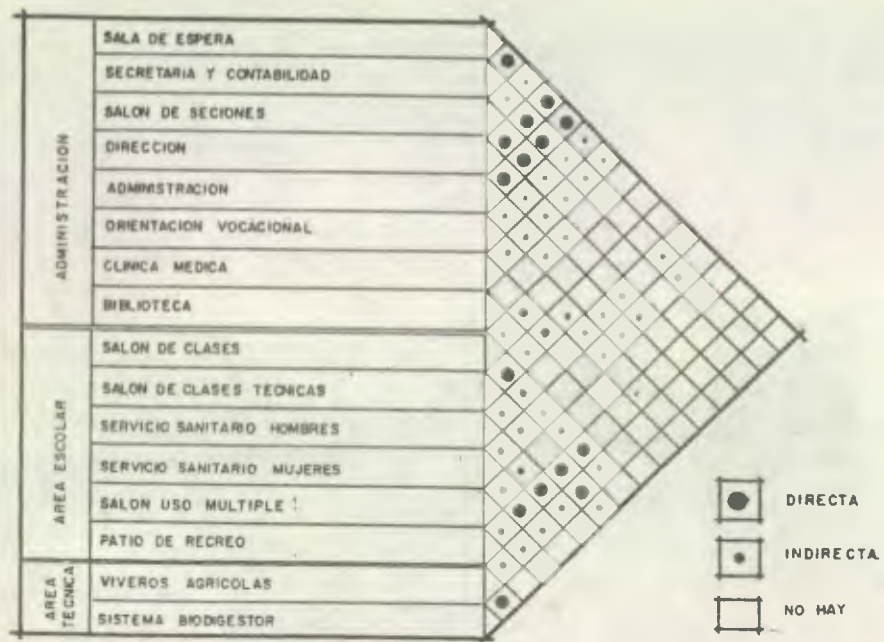 ADMINISTRACION
SALA DE ESPERA
SECRETARIA Y CONTABILIDAD
SALON DE SECIONES
DIRECCION
ADMINISTRACION
ORIENTACION VOCACIONAL
CLINICA MEDICA
BIBLIOTECA
AREA ESCOLAR
SALON DE CLASES
SALON DE CLASES TECNICAS
SERVICIO SANITARIO HOMBRES
SERVICIO SANITARIO MUJERES
SALON USO MULTIPLE
PATIO DE RECREO
AREA TECNICA
VIVEROS AGRICOLAS
SISTEMA BIODIGESTOR
DIRECTA
INDIRECTA
NO HAY